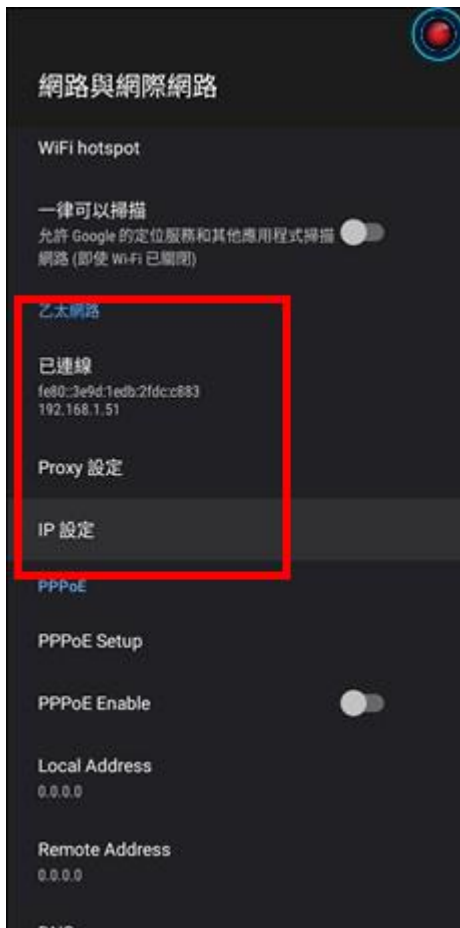 網路與網際網路
WiFi hotspot
一律可以掃描
允許 Google 的定位服務和其他應用程式掃描
網路 (即使 Wi-Fi 已關閉)
乙太網路
已連線
fe80::3e9d:1edb:2fdc:c883
192.168.1.51
Proxy 設定
IP 設定
PPPoE
PPPoE Setup
PPPoE Enable
Local Address
0.0.0.0
Remote Address
0.0.0.0